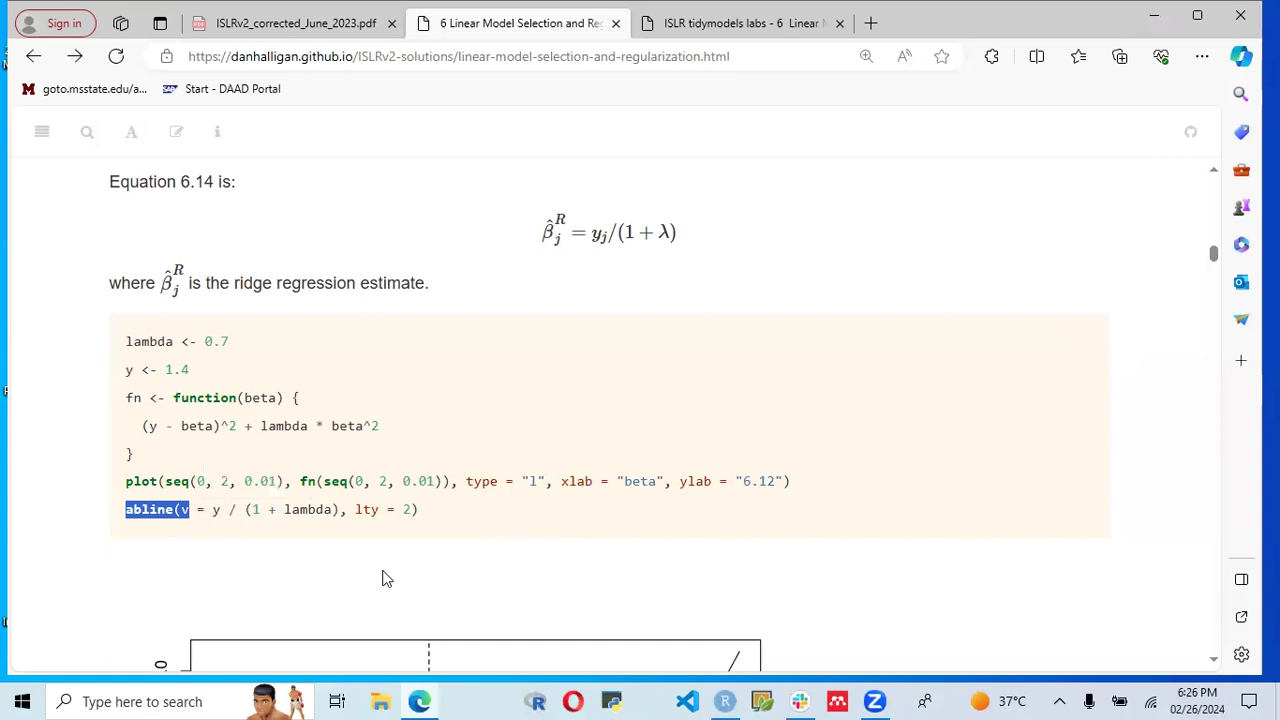 Sign in
ISLRv2_corrected_June_2023.pdf
6 Linear Model Selection and Re
ISLR tidymodels labs - 6 Linear M
https://danhalligan.github.io/ISLRv2-solutions/linear-model-selection-and-regularization.html
goto.msstate.edu/a...
Start - DAAD Portal
Equation 6.14 is:
β̂ⱼᴿ = yⱼ/(1 + λ)
where β̂ⱼᴿ is the ridge regression estimate.
lambda <- 0.7
y <- 1.4
fn <- function(beta) {
(y - beta)^2 + lambda * beta^2
}
plot(seq(0, 2, 0.01), fn(seq(0, 2, 0.01)), type = "l", xlab = "beta", ylab = "6.12")
abline(v = y / (1 + lambda), lty = 2)
Type here to search
37°C
6:26 PM
02/26/2024